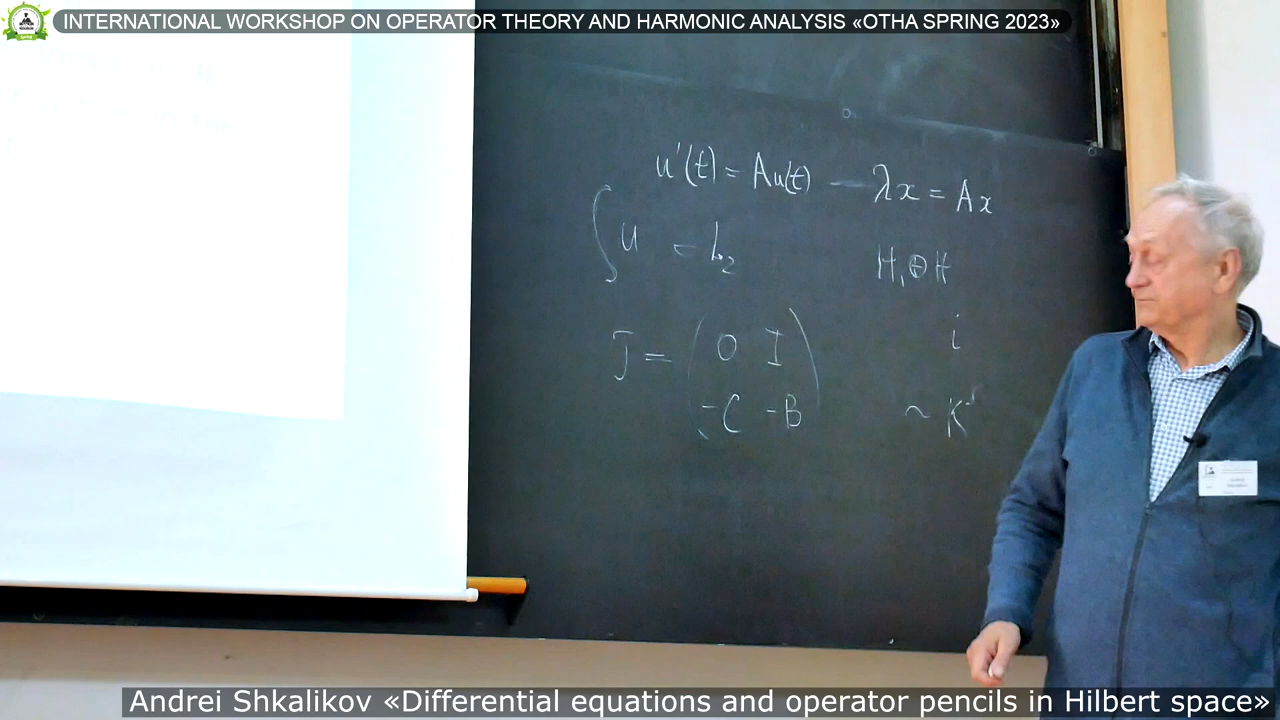 INTERNATIONAL WORKSHOP ON OPERATOR THEORY AND HARMONIC ANALYSIS «OTHA SPRING 2023»
u'(t) = Au(t) — λx = Ax
H₁⊕H
J = ( 0 I
-C -B )
i
Andrei Shkalikov «Differential equations and operator pencils in Hilbert space»